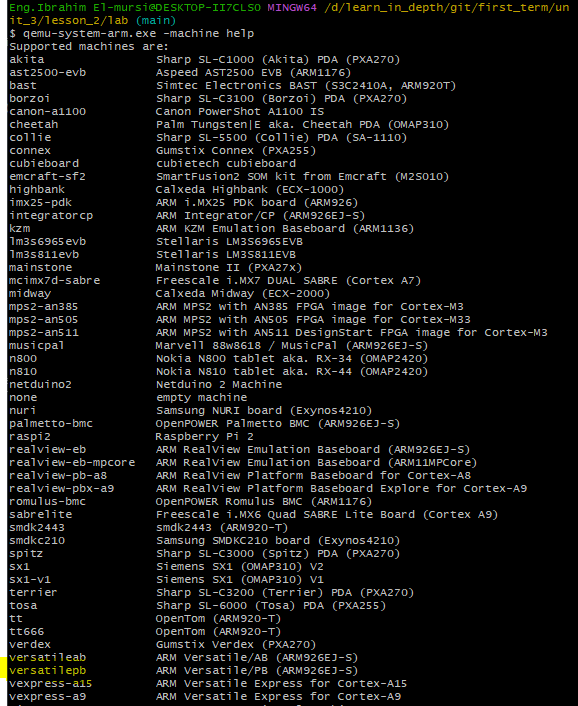 Eng.Ibrahim El-mursi@DESKTOP-II7CLS0 MINGW64 /d/learn_in_depth/git/first_term/un
it_3/lesson_2/lab (main)
$ qemu-system-arm.exe -machine help
Supported machines are:
akita                Sharp SL-C1000 (Akita) PDA (PXA270)
ast2500-evb          Aspeed AST2500 EVB (ARM1176)
bast                 Simtec Electronics BAST (S3C2410A, ARM920T)
borzoi               Sharp SL-C3100 (Borzoi) PDA (PXA270)
canon-a1100          Canon PowerShot A1100 IS
cheetah              Palm Tungsten|E aka. Cheetah PDA (OMAP310)
collie               Sharp SL-5500 (Collie) PDA (SA-1110)
connex               Gumstix Connex (PXA255)
cubieboard           cubietech cubieboard
emcraft-sf2          SmartFusion2 SOM kit from Emcraft (M2S010)
highbank             Calxeda Highbank (ECX-1000)
imx25-pdk            ARM i.MX25 PDK board (ARM926)
integratorcp         ARM Integrator/CP (ARM926EJ-S)
kzm                  ARM KZM Emulation Baseboard (ARM1136)
lm3s6965evb          Stellaris LM3S6965EVB
lm3s811evb           Stellaris LM3S811EVB
mainstone            Mainstone II (PXA27x)
mcimx7d-sabre        Freescale i.MX7 DUAL SABRE (Cortex A7)
midway               Calxeda Midway (ECX-2000)
mps2-an385           ARM MPS2 with AN385 FPGA image for Cortex-M3
mps2-an505           ARM MPS2 with AN505 FPGA image for Cortex-M33
mps2-an511           ARM MPS2 with AN511 DesignStart FPGA image for Cortex-M3
musicpal             Marvell 88w8618 / MusicPal (ARM926EJ-S)
n800                 Nokia N800 tablet aka. RX-34 (OMAP2420)
n810                 Nokia N810 tablet aka. RX-44 (OMAP2420)
netduino2            Netduino 2 Machine
none                 empty machine
nuri                 Samsung NURI board (Exynos4210)
palmetto-bmc         OpenPOWER Palmetto BMC (ARM926EJ-S)
raspi2               Raspberry Pi 2
realview-eb          ARM RealView Emulation Baseboard (ARM926EJ-S)
realview-eb-mpcore   ARM RealView Emulation Baseboard (ARM11MPCore)
realview-pb-a8       ARM RealView Platform Baseboard for Cortex-A8
realview-pbx-a9      ARM RealView Platform Baseboard Explore for Cortex-A9
romulus-bmc          OpenPOWER Romulus BMC (ARM1176)
sabrelite            Freescale i.MX6 Quad SABRE Lite Board (Cortex A9)
smdk2443             smdk2443 (ARM920-T)
smdkc210             Samsung SMDKC210 board (Exynos4210)
spitz                Sharp SL-C3000 (Spitz) PDA (PXA270)
sx1                  Siemens SX1 (OMAP310) V2
sx1-v1               Siemens SX1 (OMAP310) V1
terrier              Sharp SL-C3200 (Terrier) PDA (PXA270)
tosa                 Sharp SL-6000 (Tosa) PDA (PXA255)
tt                   OpenTom (ARM920-T)
tt666                OpenTom (ARM920-T)
verdex               Gumstix Verdex (PXA270)
versatileab          ARM Versatile/AB (ARM926EJ-S)
versatilepb          ARM Versatile/PB (ARM926EJ-S)
vexpress-a15         ARM Versatile Express for Cortex-A15
vexpress-a9          ARM Versatile Express for Cortex-A9